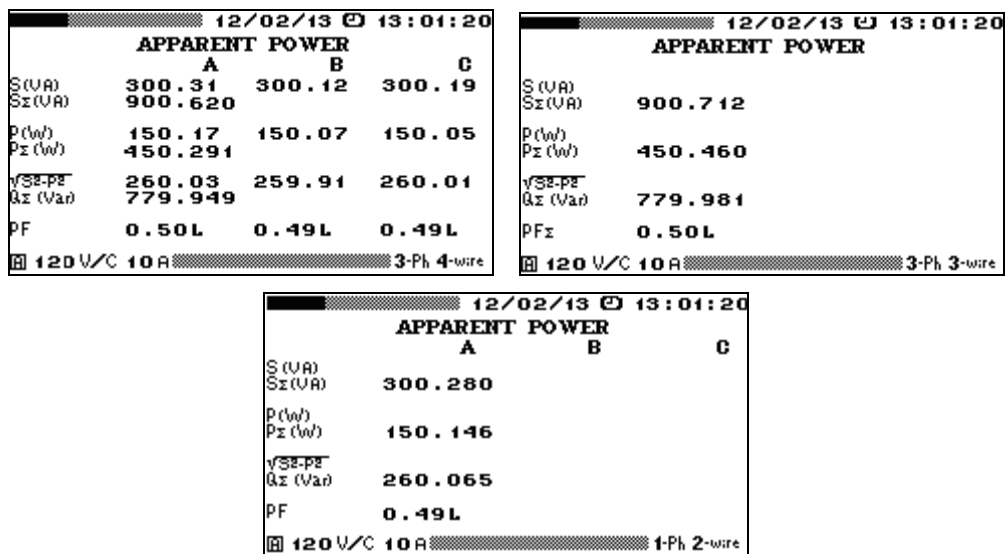 12/02/13 13:01:20
APPARENT POWER
A B C
S(VA) 300.31 300.12 300.19
SΣ(VA) 900.620
P(W) 150.17 150.07 150.05
PΣ(W) 450.291
√S²-P² 260.03 259.91 260.01
QΣ (Var) 779.949
PF 0.50L 0.49L 0.49L
A 120 V/C 10A 3-Ph 4-wire
12/02/13 13:01:20
APPARENT POWER
S(VA)
SΣ(VA) 900.712
P(W)
PΣ(W) 450.460
√S²-P²
QΣ (Var) 779.981
PFΣ 0.50L
A 120 V/C 10A 3-Ph 3-wire
12/02/13 13:01:20
APPARENT POWER
A B C
S(VA)
SΣ(VA) 300.280
P(W)
PΣ(W) 150.146
√S²-P²
QΣ (Var) 260.065
PF 0.49L
A 120 V/C 10A 1-Ph 2-wire